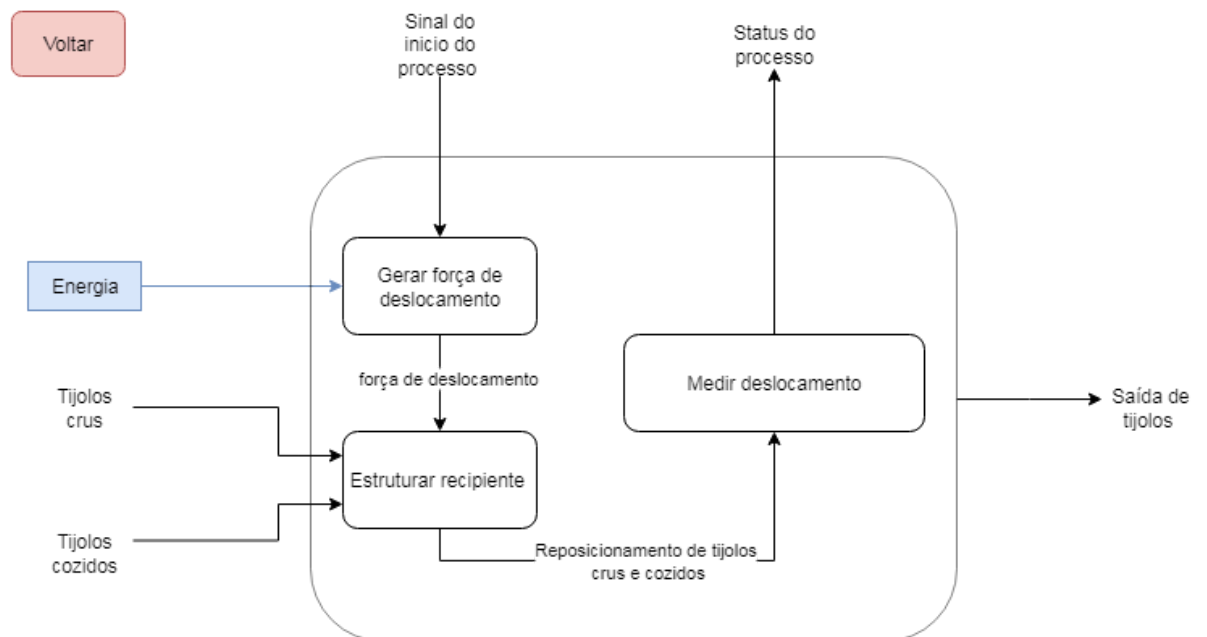 Voltar
Sinal do
inicio do
processo
Status do
processo
Energia
Gerar força de
deslocamento
força de deslocamento
Medir deslocamento
Tijolos
crus
Saída de
tijolos
Estruturar recipiente
Tijolos
cozidos
Reposicionamento de tijolos
crus e cozidos